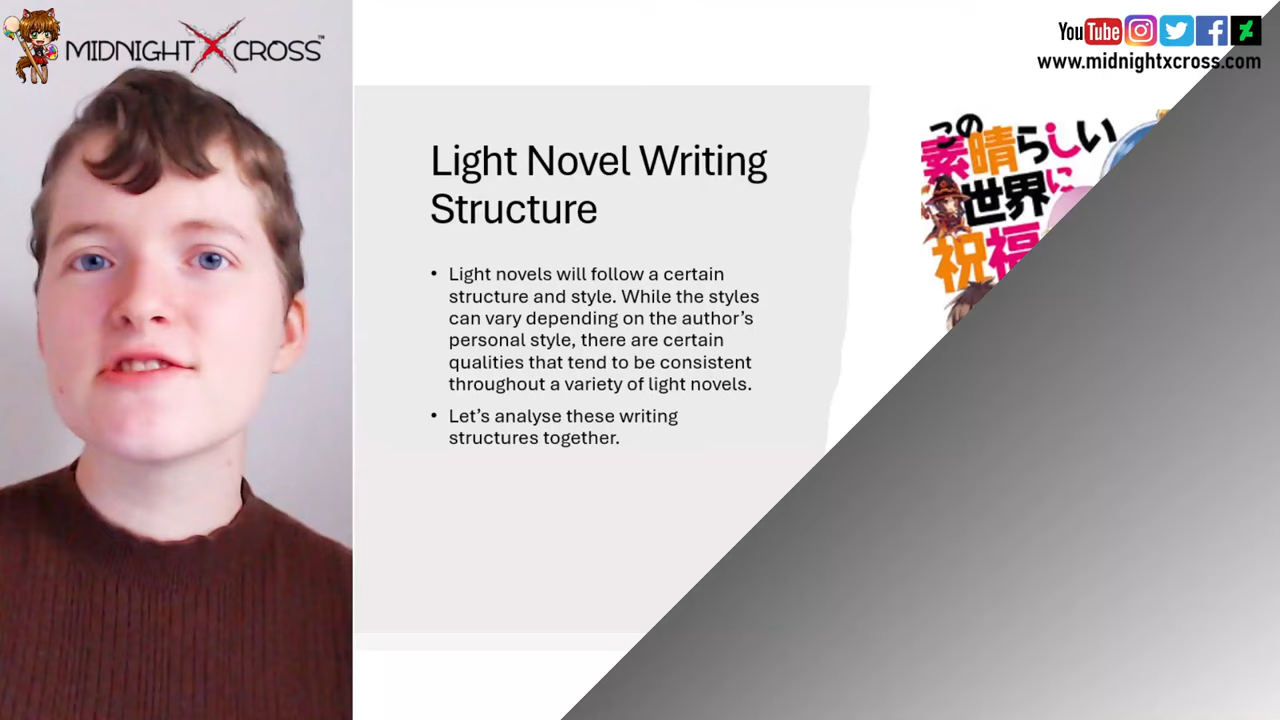 MIDNIGHT X CROSS™
YouTube
www.midnightxcross.com
Light Novel Writing
Structure
• Light novels will follow a certain
structure and style. While the styles
can vary depending on the author's
personal style, there are certain
qualities that tend to be consistent
throughout a variety of light novels.
• Let's analyse these writing
structures together.
この
素晴らしい
世界に
祝福